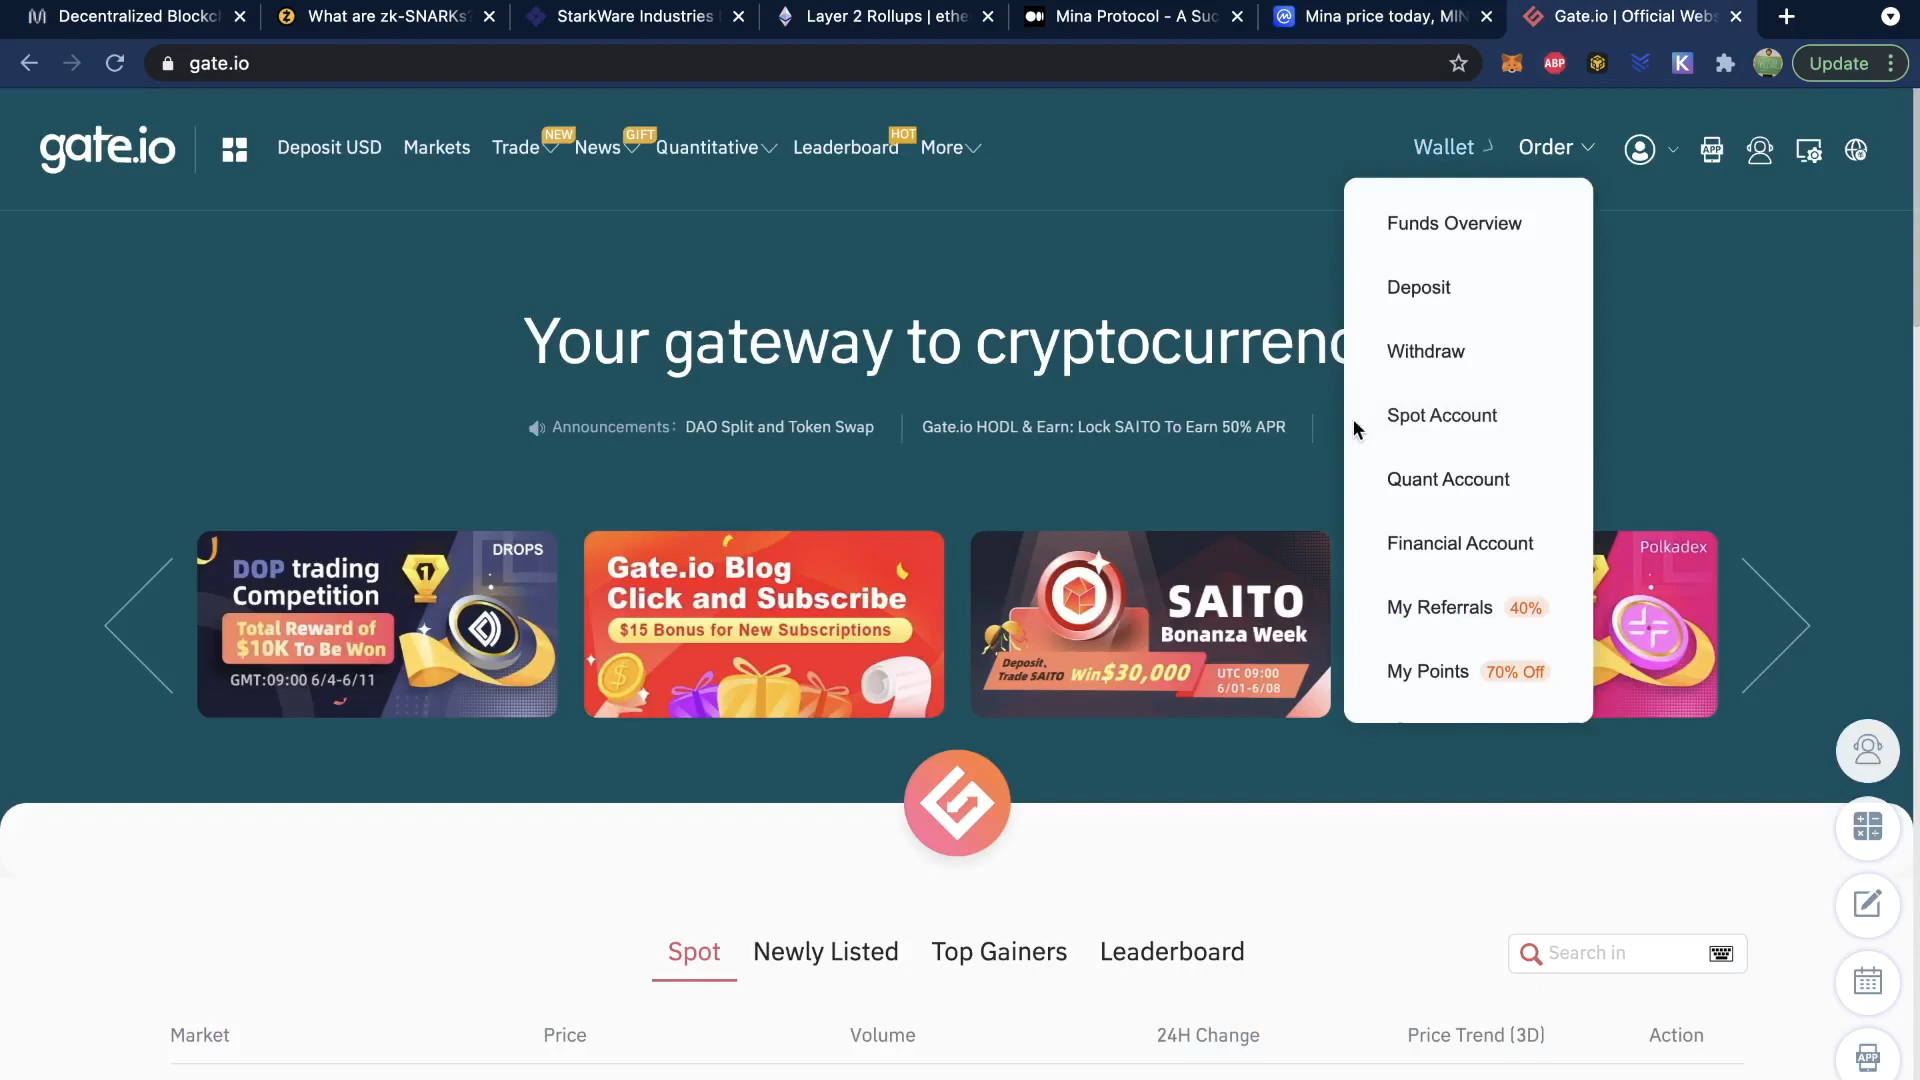 Decentralized Blockc
What are zk-SNARKs
StarkWare Industries
Layer 2 Rollups | ethe
Mina Protocol - A Suc
Mina price today, MIN
Gate.io | Official Webs
gate.io
ABP
K
Update
gate.io
Deposit USD
Markets
Trade
NEW
News
GIFT
Quantitative
Leaderboard
HOT
More
Wallet
Order
APP
Funds Overview
Deposit
Withdraw
Spot Account
Quant Account
Financial Account
My Referrals 40%
My Points 70% Off
Your gateway to cryptocurrenc
Announcements: DAO Split and Token Swap
Gate.io HODL & Earn: Lock SAITO To Earn 50% APR
DROPS
DOP trading
Competition
1
Total Reward of
$10K To Be Won
GMT:09:00 6/4-6/11
Gate.io Blog
Click and Subscribe
$15 Bonus for New Subscriptions
SAITO
Bonanza Week
Deposit、
Trade SAITO Win$30,000
UTC 09:00
6/01-6/08
Polkadex
Spot
Newly Listed
Top Gainers
Leaderboard
Search in
Market
Price
Volume
24H Change
Price Trend (3D)
Action
APP